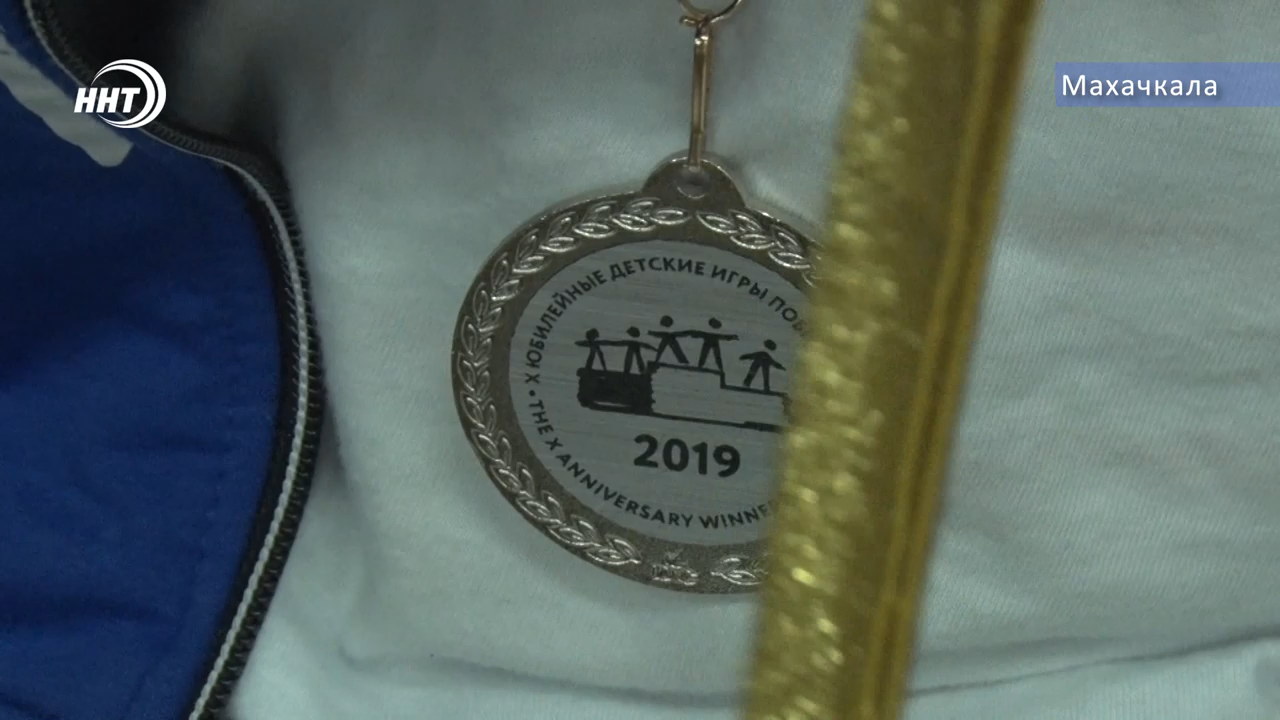 ННТ
Махачкала
Х ЮБИЛЕЙНЫЕ ДЕТСКИЕ ИГРЫ
2019
THE X ANNIVERSARY